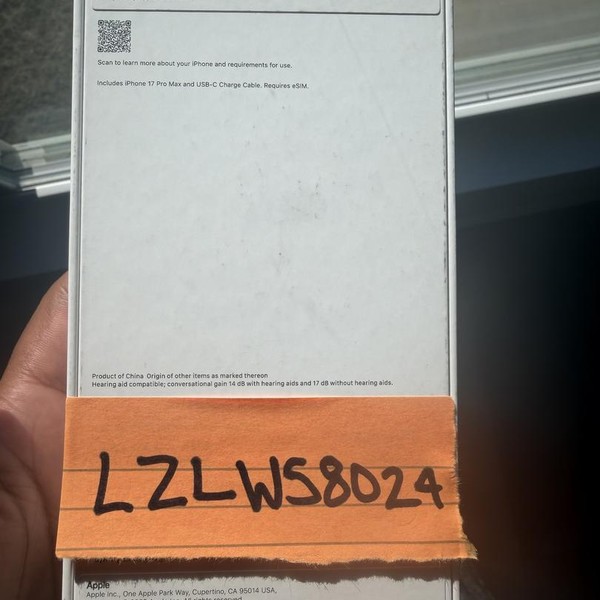 Scan to learn more about your iPhone and requirements for use.
Includes iPhone 17 Pro Max and USB-C Charge Cable. Requires eSIM.
Product of China Origin of other items as marked thereon
Hearing aid compatible; conversational gain 14 dB with hearing aids and 17 dB without hearing aids.
LZLWS8024
Apple
Apple Inc., One Apple Park Way, Cupertino, CA 95014 USA,